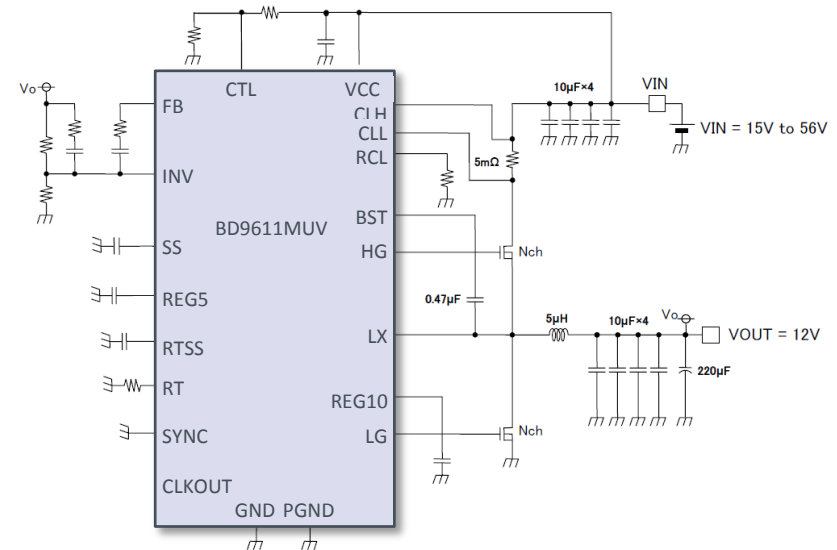 CTL
VCC
10μF×4
VIN
Vo
FB
CLH
CLL
VIN = 15V to 56V
RCL
5mΩ
INV
BST
BD9611MUV
SS
HG
Nch
REG5
0.47μF
5μH
10μF×4
Vo
RTSS
LX
VOUT = 12V
RT
220μF
REG10
SYNC
LG
Nch
CLKOUT
GND PGND